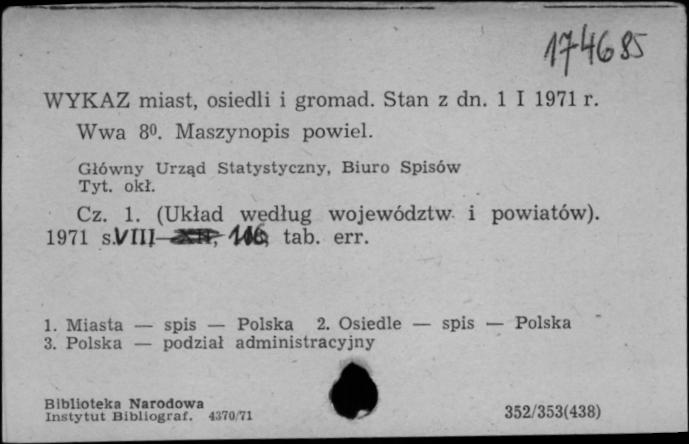 174685
WYKAZ miast, osiedli i gromad. Stan z dn. 1 I 1971 r.
Wwa 8⁰. Maszynopis powiel.
Główny Urząd Statystyczny, Biuro Spisów
Tyt. okł.
Cz. 1. (Układ według województw i powiatów).
1971 s. VIII tab. err.
1. Miasta — spis — Polska 2. Osiedle — spis — Polska
3. Polska — podział administracyjny
Biblioteka Narodowa
Instytut Bibliograf. 4370/71
352/353(438)